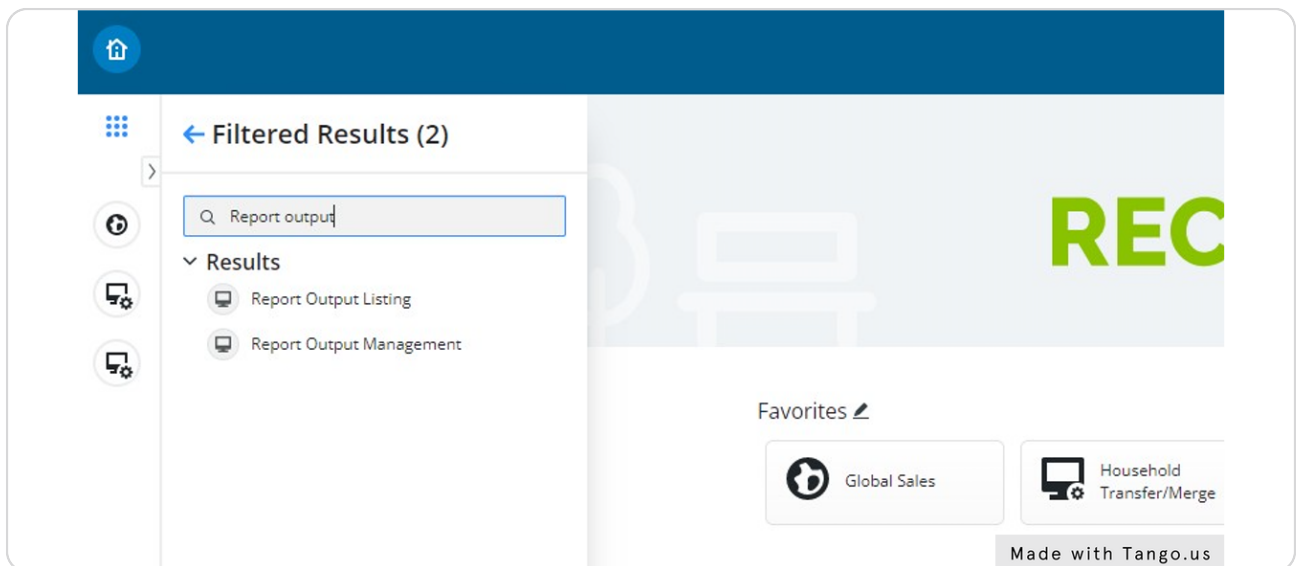 Filtered Results (2)
Report output
Results
Report Output Listing
Report Output Management
REC
Favorites
Global Sales
Household
Transfer/Merge
Made with Tango.us